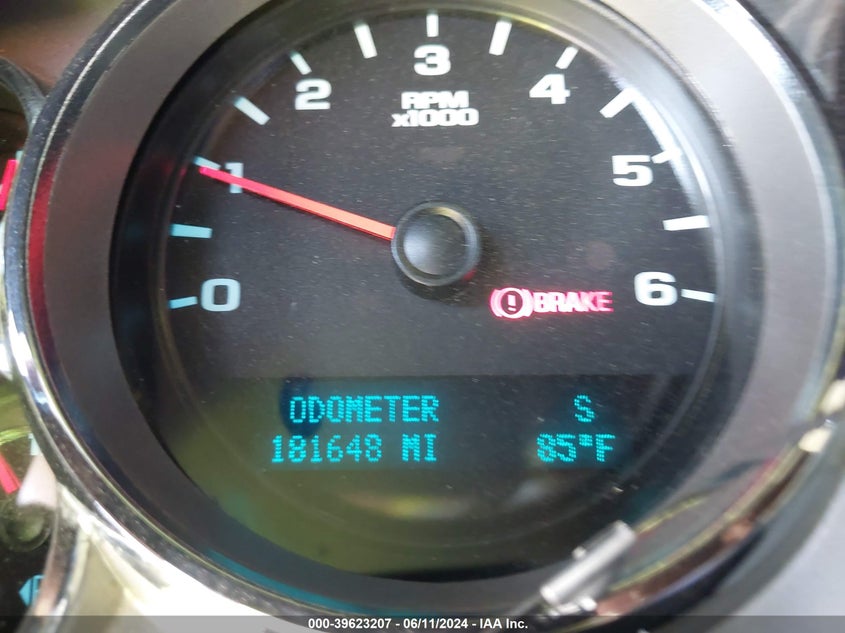 3
2
4
RPM
x1000
1
5
0
6
BRAKE
ODOMETER S
181648 MI 85°F
000-39623207 - 06/11/2024 - IAA Inc.